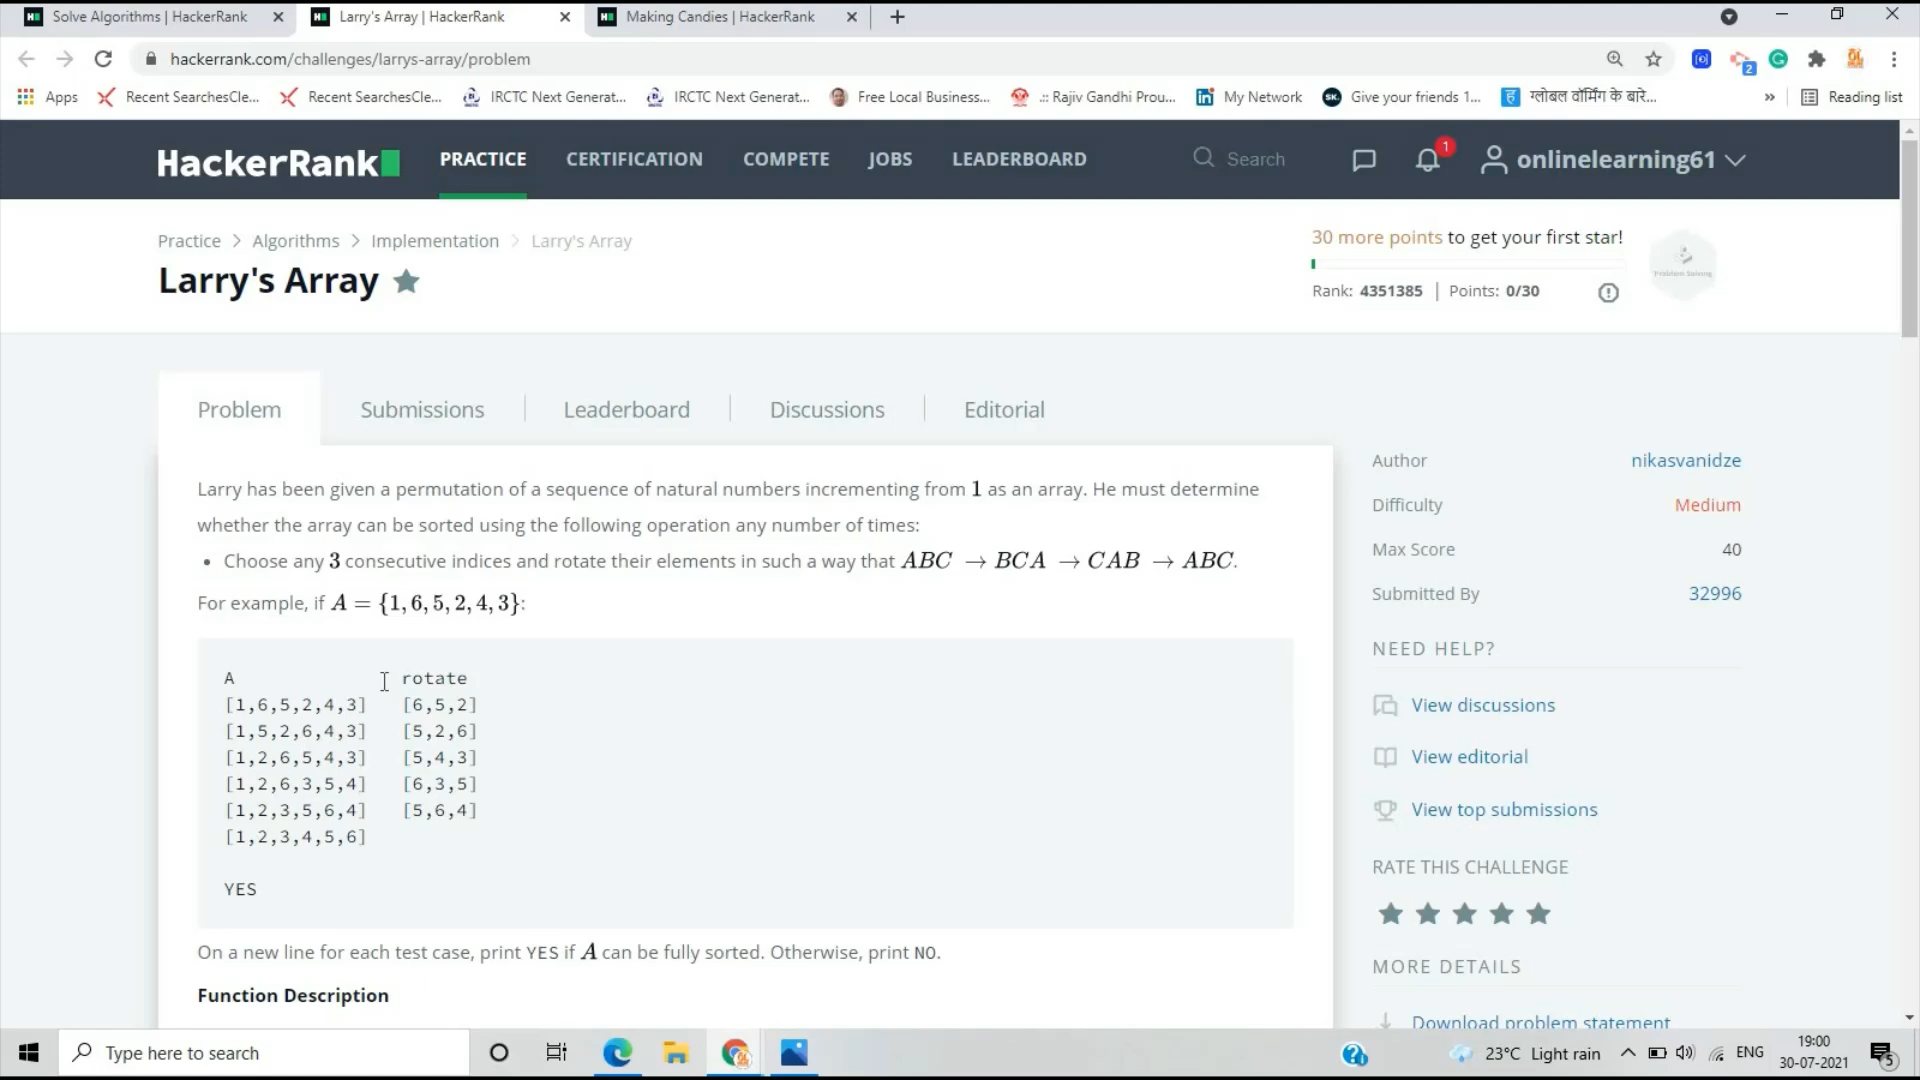 Solve Algorithms | HackerRank
Larry's Array | HackerRank
Making Candies | HackerRank
hackerrank.com/challenges/larrys-array/problem
2
Apps
Recent SearchesCle...
Recent SearchesCle...
IRCTC Next Generat...
IRCTC Next Generat...
Free Local Business...
.:: Rajiv Gandhi Prou...
My Network
Give your friends 1...
ग्लोबल वॉर्मिंग के बारे...
»
Reading list
HackerRank
PRACTICE
CERTIFICATION
COMPETE
JOBS
LEADERBOARD
Search
1
onlinelearning61
Practice > Algorithms > Implementation > Larry's Array
Larry's Array
30 more points to get your first star!
Rank: 4351385 | Points: 0/30
Problem Solving
Problem
Submissions
Leaderboard
Discussions
Editorial
Larry has been given a permutation of a sequence of natural numbers incrementing from 1 as an array. He must determine
whether the array can be sorted using the following operation any number of times:
• Choose any 3 consecutive indices and rotate their elements in such a way that ABC → BCA → CAB → ABC.
For example, if A = {1, 6, 5, 2, 4, 3}:
A rotate
[1,6,5,2,4,3] [6,5,2]
[1,5,2,6,4,3] [5,2,6]
[1,2,6,5,4,3] [5,4,3]
[1,2,6,3,5,4] [6,3,5]
[1,2,3,5,6,4] [5,6,4]
[1,2,3,4,5,6]
YES
On a new line for each test case, print YES if A can be fully sorted. Otherwise, print NO.
Function Description
Author nikasvanidze
Difficulty Medium
Max Score 40
Submitted By 32996
NEED HELP?
View discussions
View editorial
View top submissions
RATE THIS CHALLENGE
MORE DETAILS
Download problem statement
Type here to search
23°C Light rain
ENG
19:00
30-07-2021
5